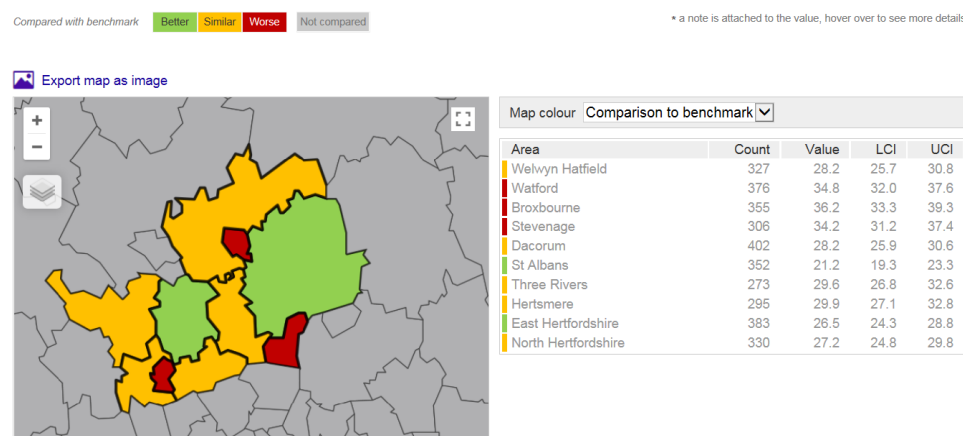 Compared with benchmark Better Similar Worse Not compared
* a note is attached to the value, hover over to see more details
Export map as image
+
−
Map colour Comparison to benchmark
Area Count Value LCI UCI
Welwyn Hatfield 327 28.2 25.7 30.8
Watford 376 34.8 32.0 37.6
Broxbourne 355 36.2 33.3 39.3
Stevenage 306 34.2 31.2 37.4
Dacorum 402 28.2 25.9 30.6
St Albans 352 21.2 19.3 23.3
Three Rivers 273 29.6 26.8 32.6
Hertsmere 295 29.9 27.1 32.8
East Hertfordshire 383 26.5 24.3 28.8
North Hertfordshire 330 27.2 24.8 29.8